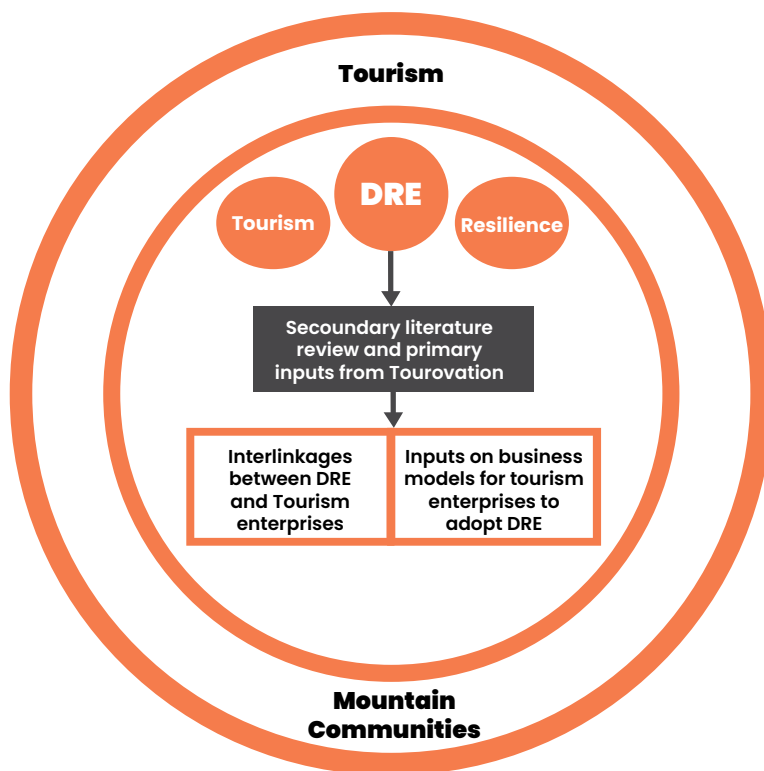 Tourism
DRE
Tourism
Resilience
Secoundary literature
review and primary
inputs from Tourovation
Interlinkages
between DRE
and Tourism
enterprises
Inputs on business
models for tourism
enterprises to
adopt DRE
Mountain
Communities